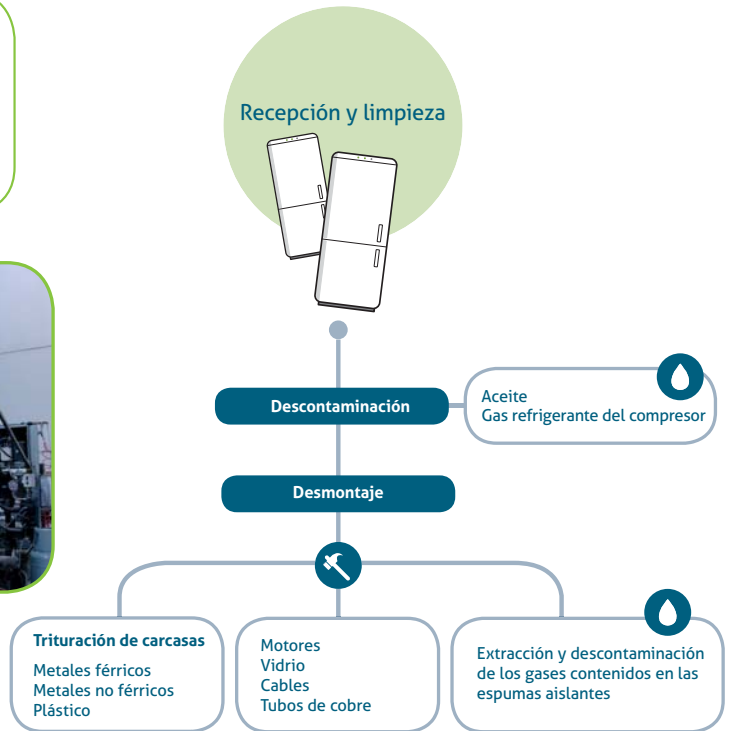 Recepción y limpieza
Descontaminación
Aceite
Gas refrigerante del compresor
Desmontaje
Trituración de carcasas
Metales férricos
Metales no férricos
Plástico
Motores
Vidrio
Cables
Tubos de cobre
Extracción y descontaminación
de los gases contenidos en las
espumas aislantes